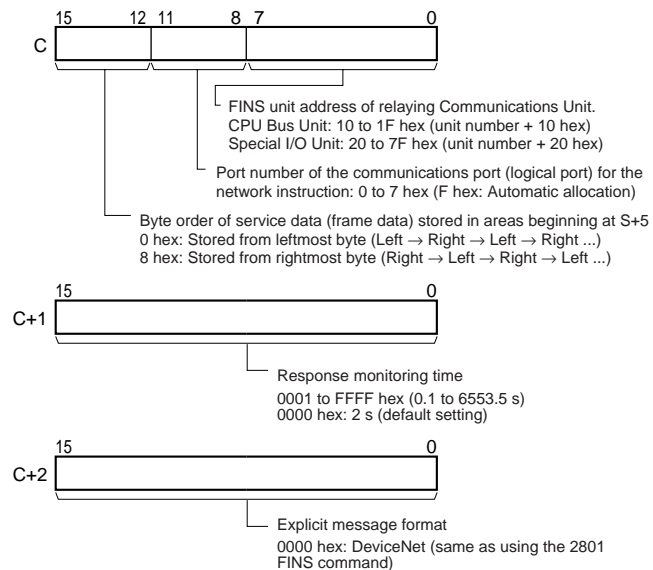 15 12 11 8 7 0
C
FINS unit address of relaying Communications Unit.
CPU Bus Unit: 10 to 1F hex (unit number + 10 hex)
Special I/O Unit: 20 to 7F hex (unit number + 20 hex)
Port number of the communications port (logical port) for the
network instruction: 0 to 7 hex (F hex: Automatic allocation)
Byte order of service data (frame data) stored in areas beginning at S+5
0 hex: Stored from leftmost byte (Left → Right → Left → Right ...)
8 hex: Stored from rightmost byte (Right → Left → Right → Left ...)
15 0
C+1
Response monitoring time
0001 to FFFF hex (0.1 to 6553.5 s)
0000 hex: 2 s (default setting)
15 0
C+2
Explicit message format
0000 hex: DeviceNet (same as using the 2801
FINS command)